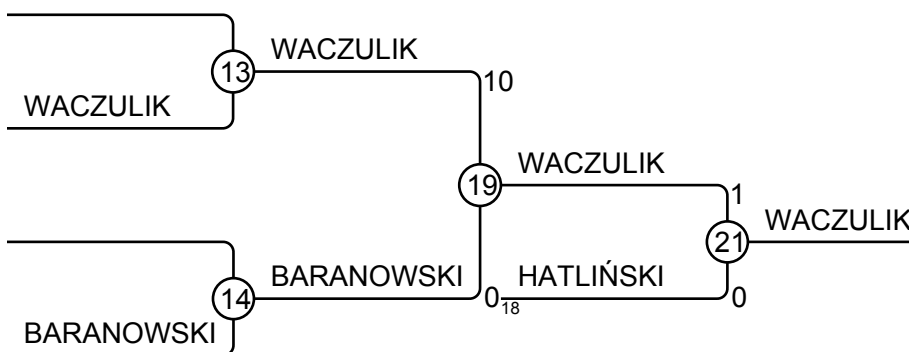 WACZULIK
13
10
WACZULIK
WACZULIK
19
1
WACZULIK
21
BARANOWSKI
HATLIŃSKI
14
0
18
0
BARANOWSKI